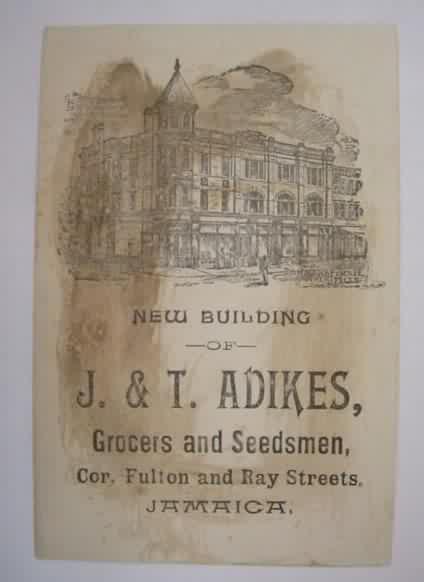 NEW BUILDING
—OF—
J. & T. ADIKES,
Grocers and Seedsmen,
Cor. Fulton and Ray Streets,
JAMAICA.